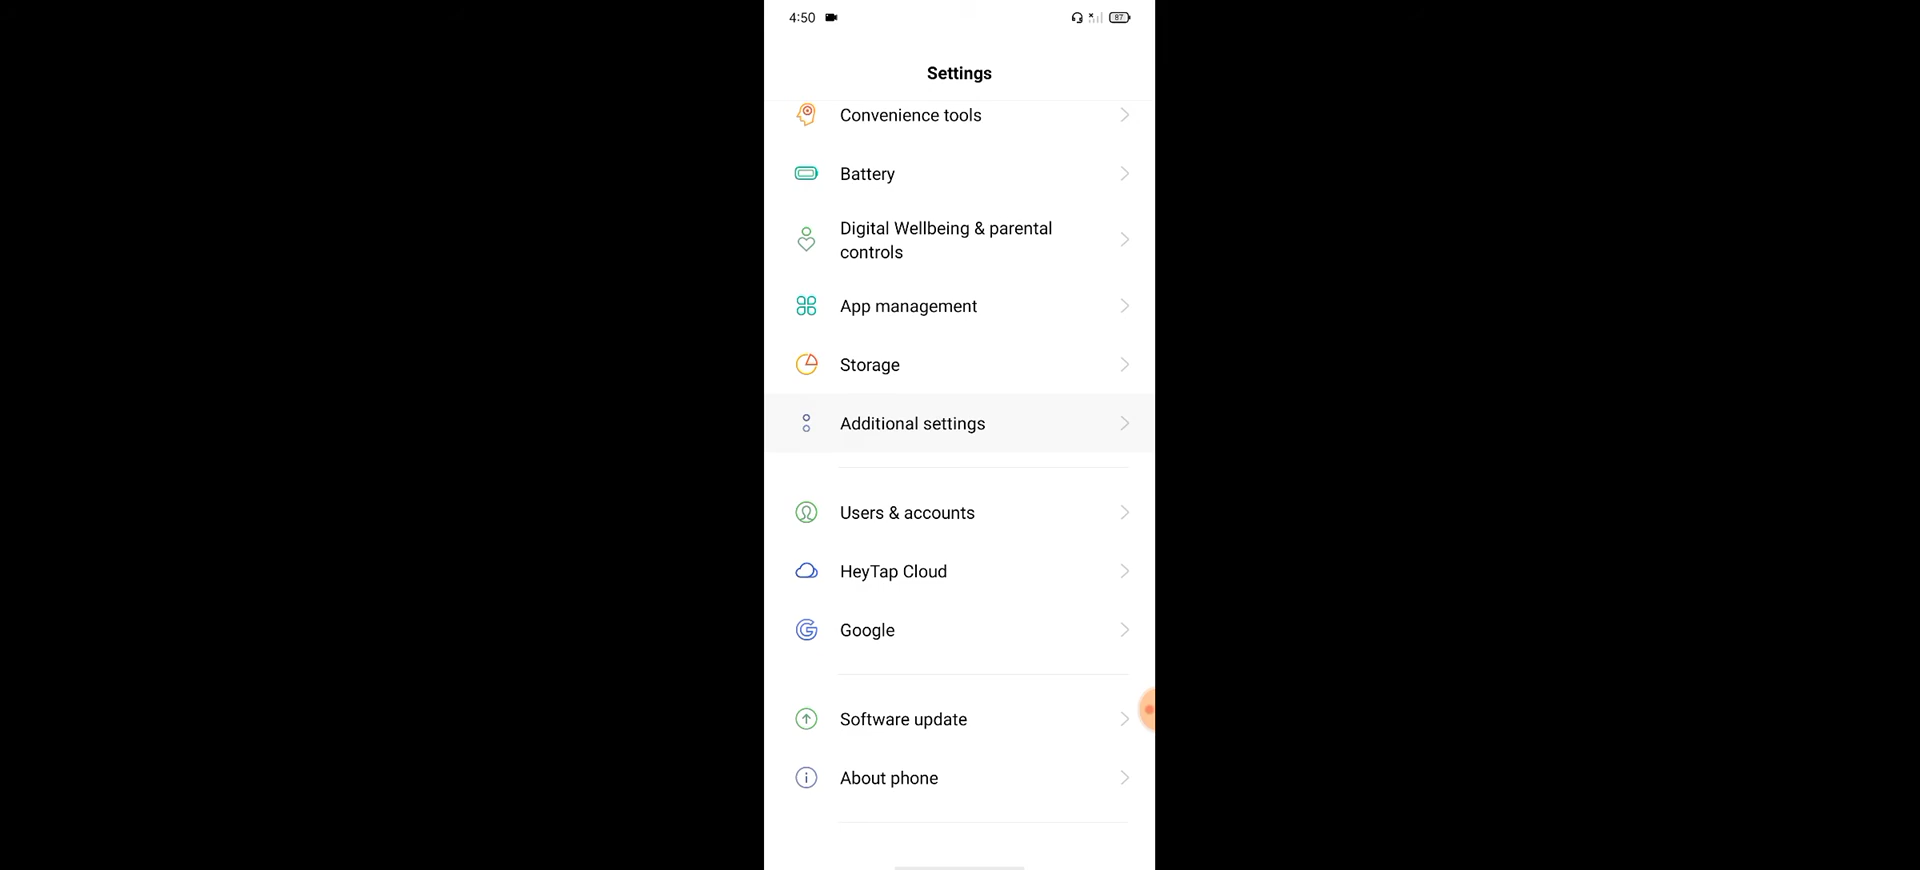 4:50 87
Settings
Convenience tools
Battery
Digital Wellbeing & parental
controls
App management
Storage
Additional settings
Users & accounts
HeyTap Cloud
Google
Software update
About phone